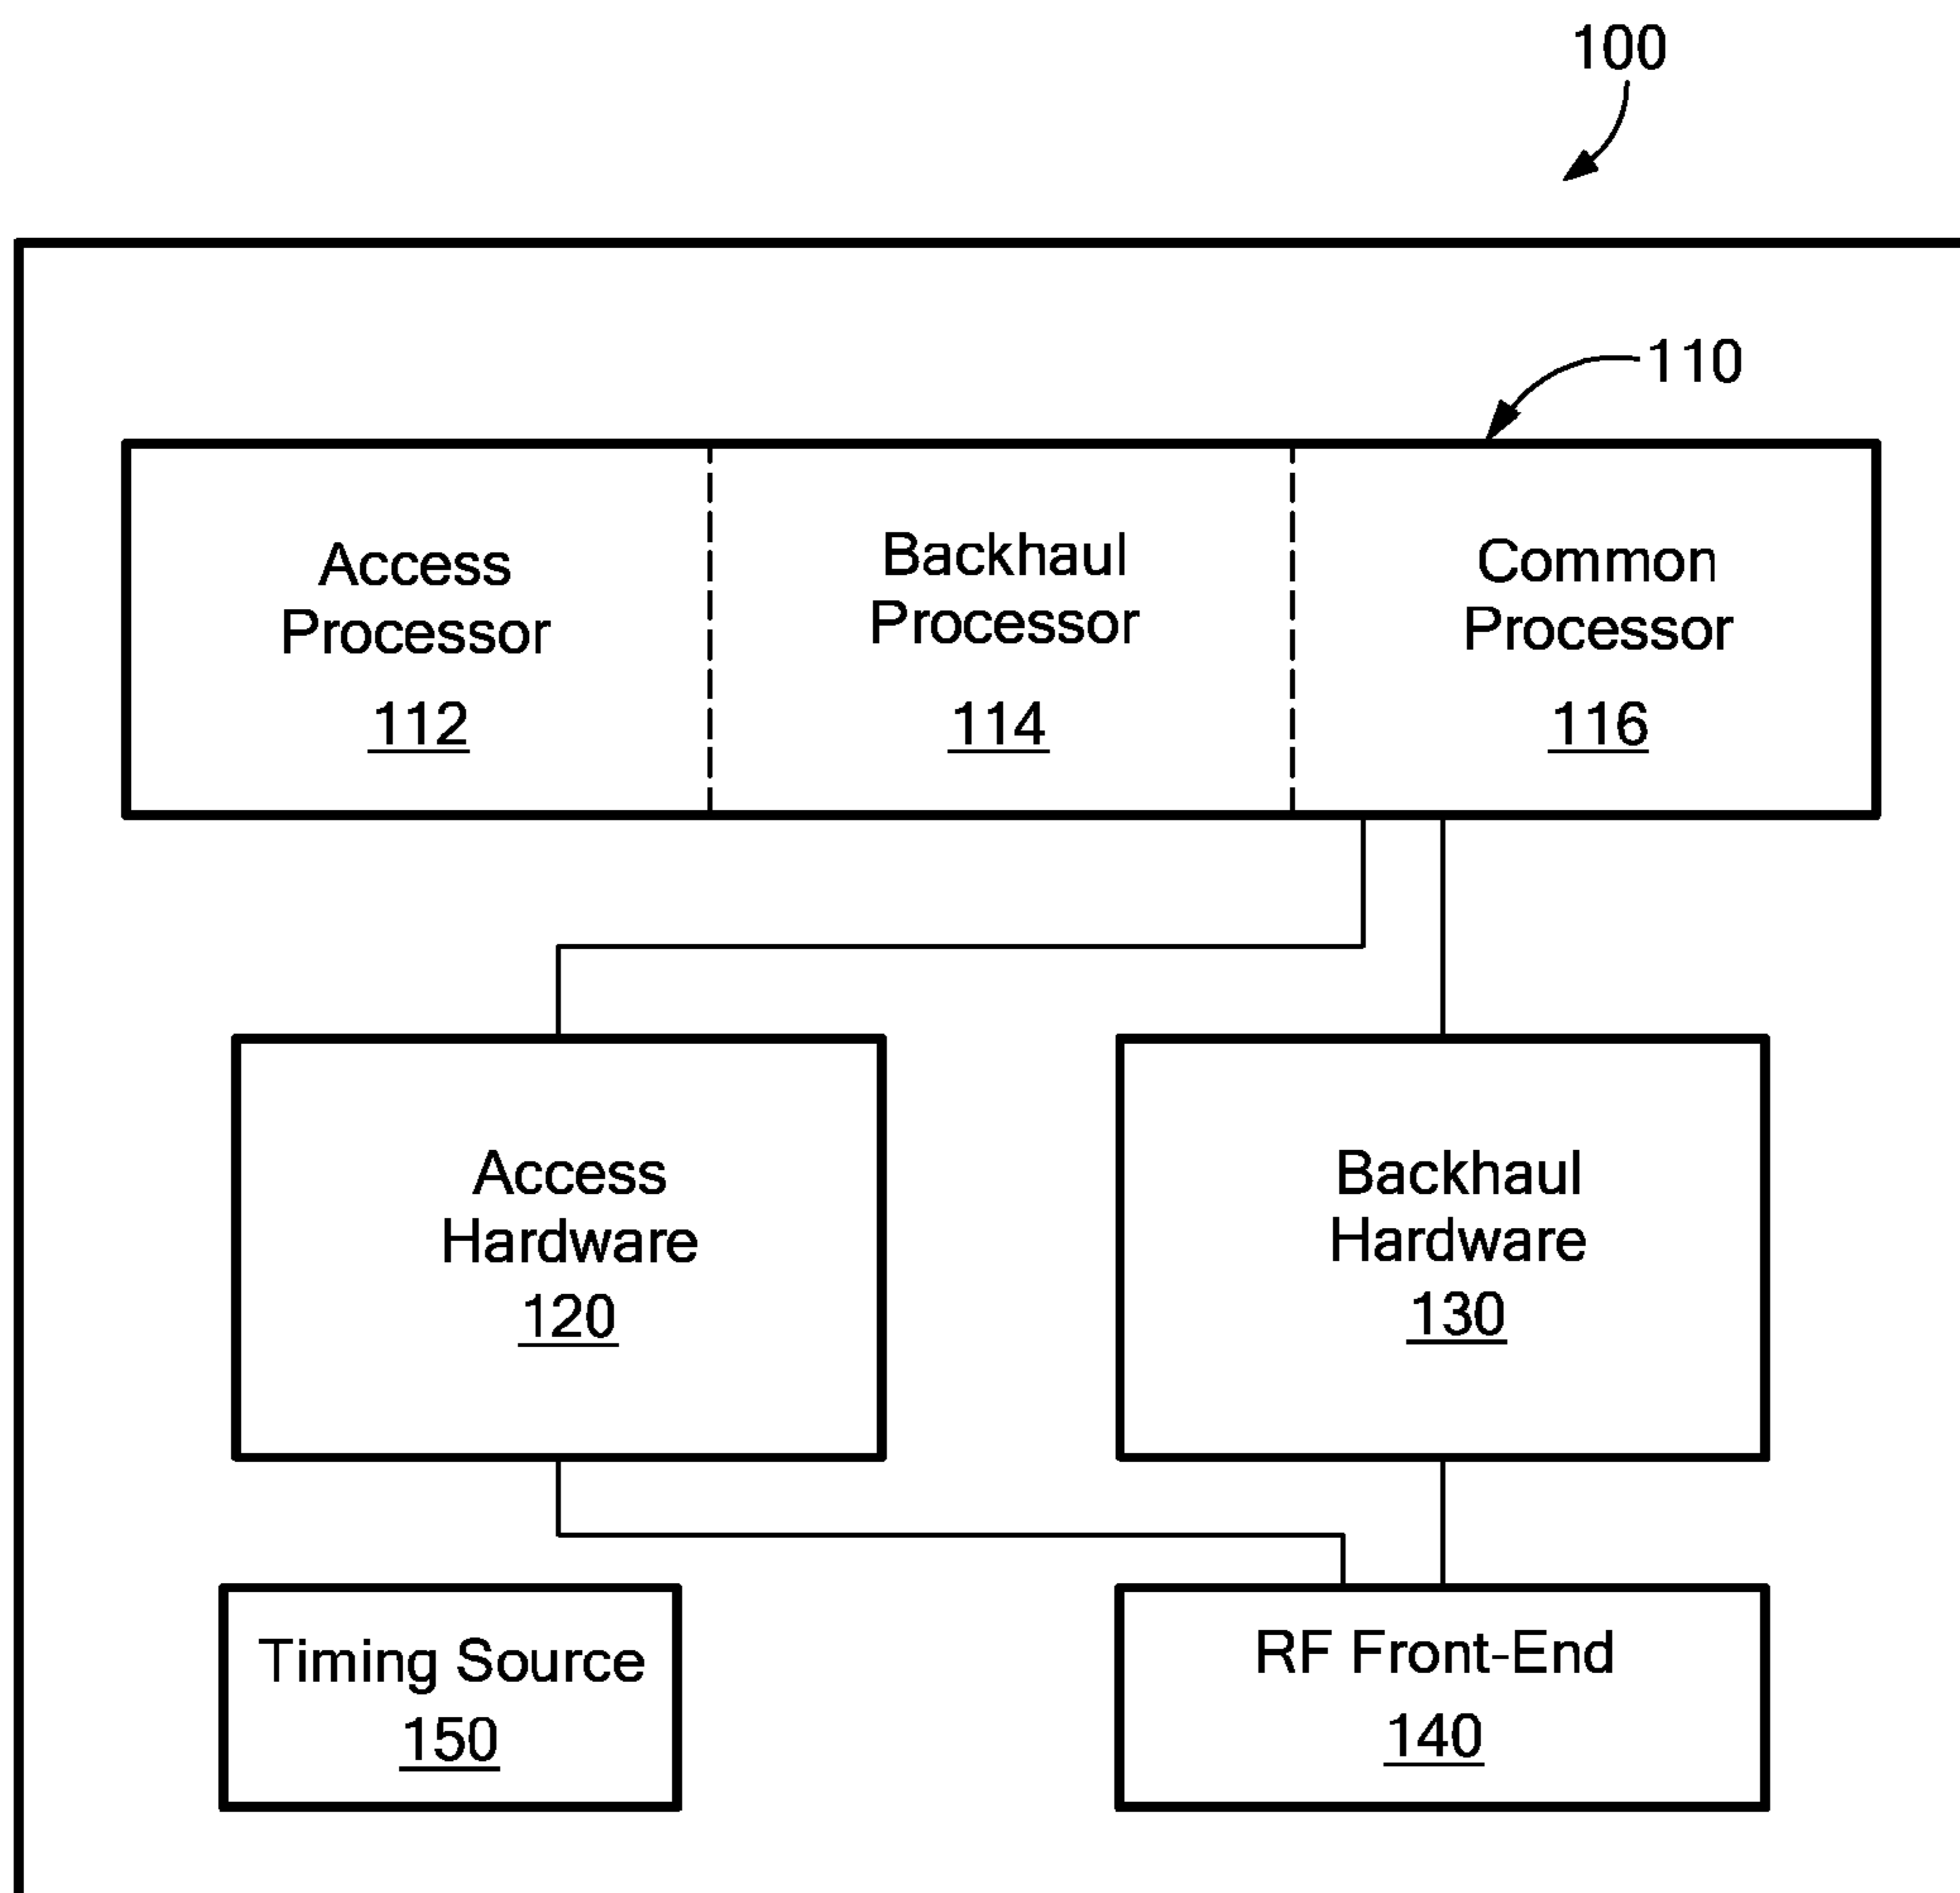 100
110
Access
Processor
112
Backhaul
Processor
114
Common
Processor
116
Access
Hardware
120
Backhaul
Hardware
130
Timing Source
150
RF Front-End
140